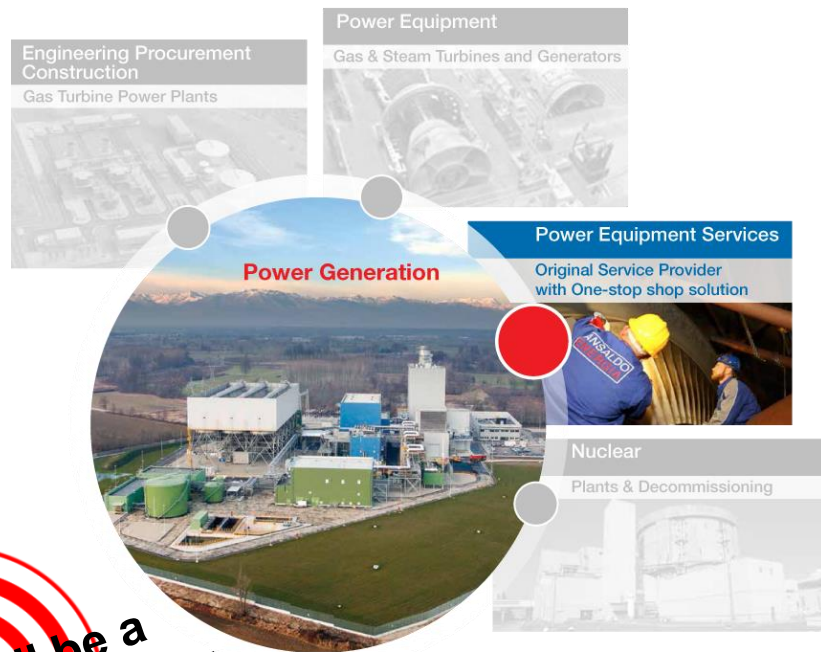 Power Equipment
Gas & Steam Turbines and Generators
Engineering Procurement
Construction
Gas Turbine Power Plants
Power Equipment Services
Original Service Provider
with One-stop shop solution
Power Generation
ANSALDO
ENERGIA
Nuclear
Plants & Decommissioning
be a